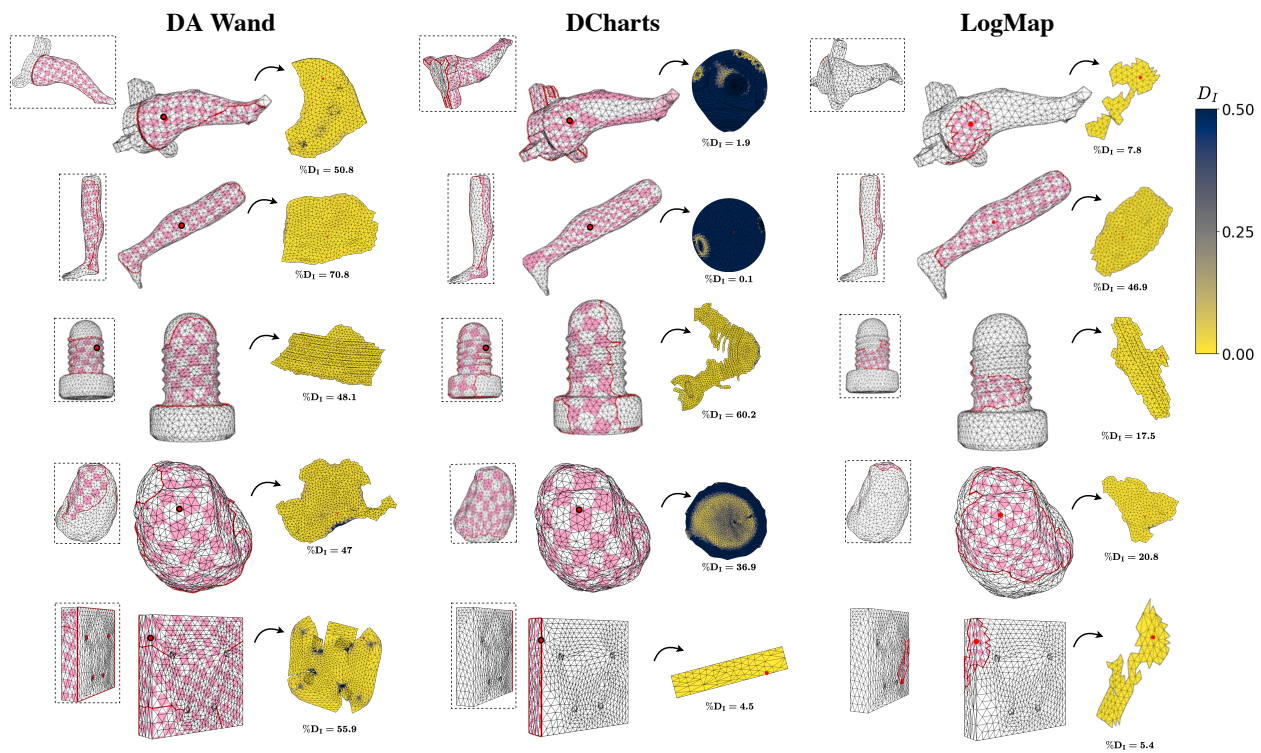 DA Wand DCharts LogMap
D_I
0.50
0.25
0.00
%D_I = 50.8
%D_I = 1.9
%D_I = 7.8
%D_I = 70.8
%D_I = 0.1
%D_I = 46.9
%D_I = 48.1
%D_I = 60.2
%D_I = 17.5
%D_I = 47
%D_I = 36.9
%D_I = 20.8
%D_I = 55.9
%D_I = 4.5
%D_I = 5.4